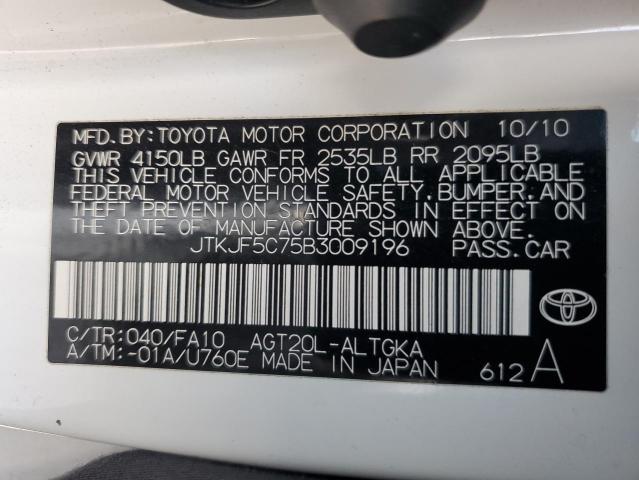 MFD.BY:TOYOTA MOTOR CORPORATION 10/10
GVWR 4150LB GAWR FR 2535LB RR 2095LB
THIS VEHICLE CONFORMS TO ALL APPLICABLE
FEDERAL MOTOR VEHICLE SAFETY,BUMPER,AND
THEFT PREVENTION STANDARDS IN EFFECT ON
THE DATE OF MANUFACTURE SHOWN ABOVE.
JTKJF5C75B3009196 PASS.CAR
C/TR:040/FA10 AGT20L-ALTGKA
A/TM:-01A/U760E MADE IN JAPAN 612 A